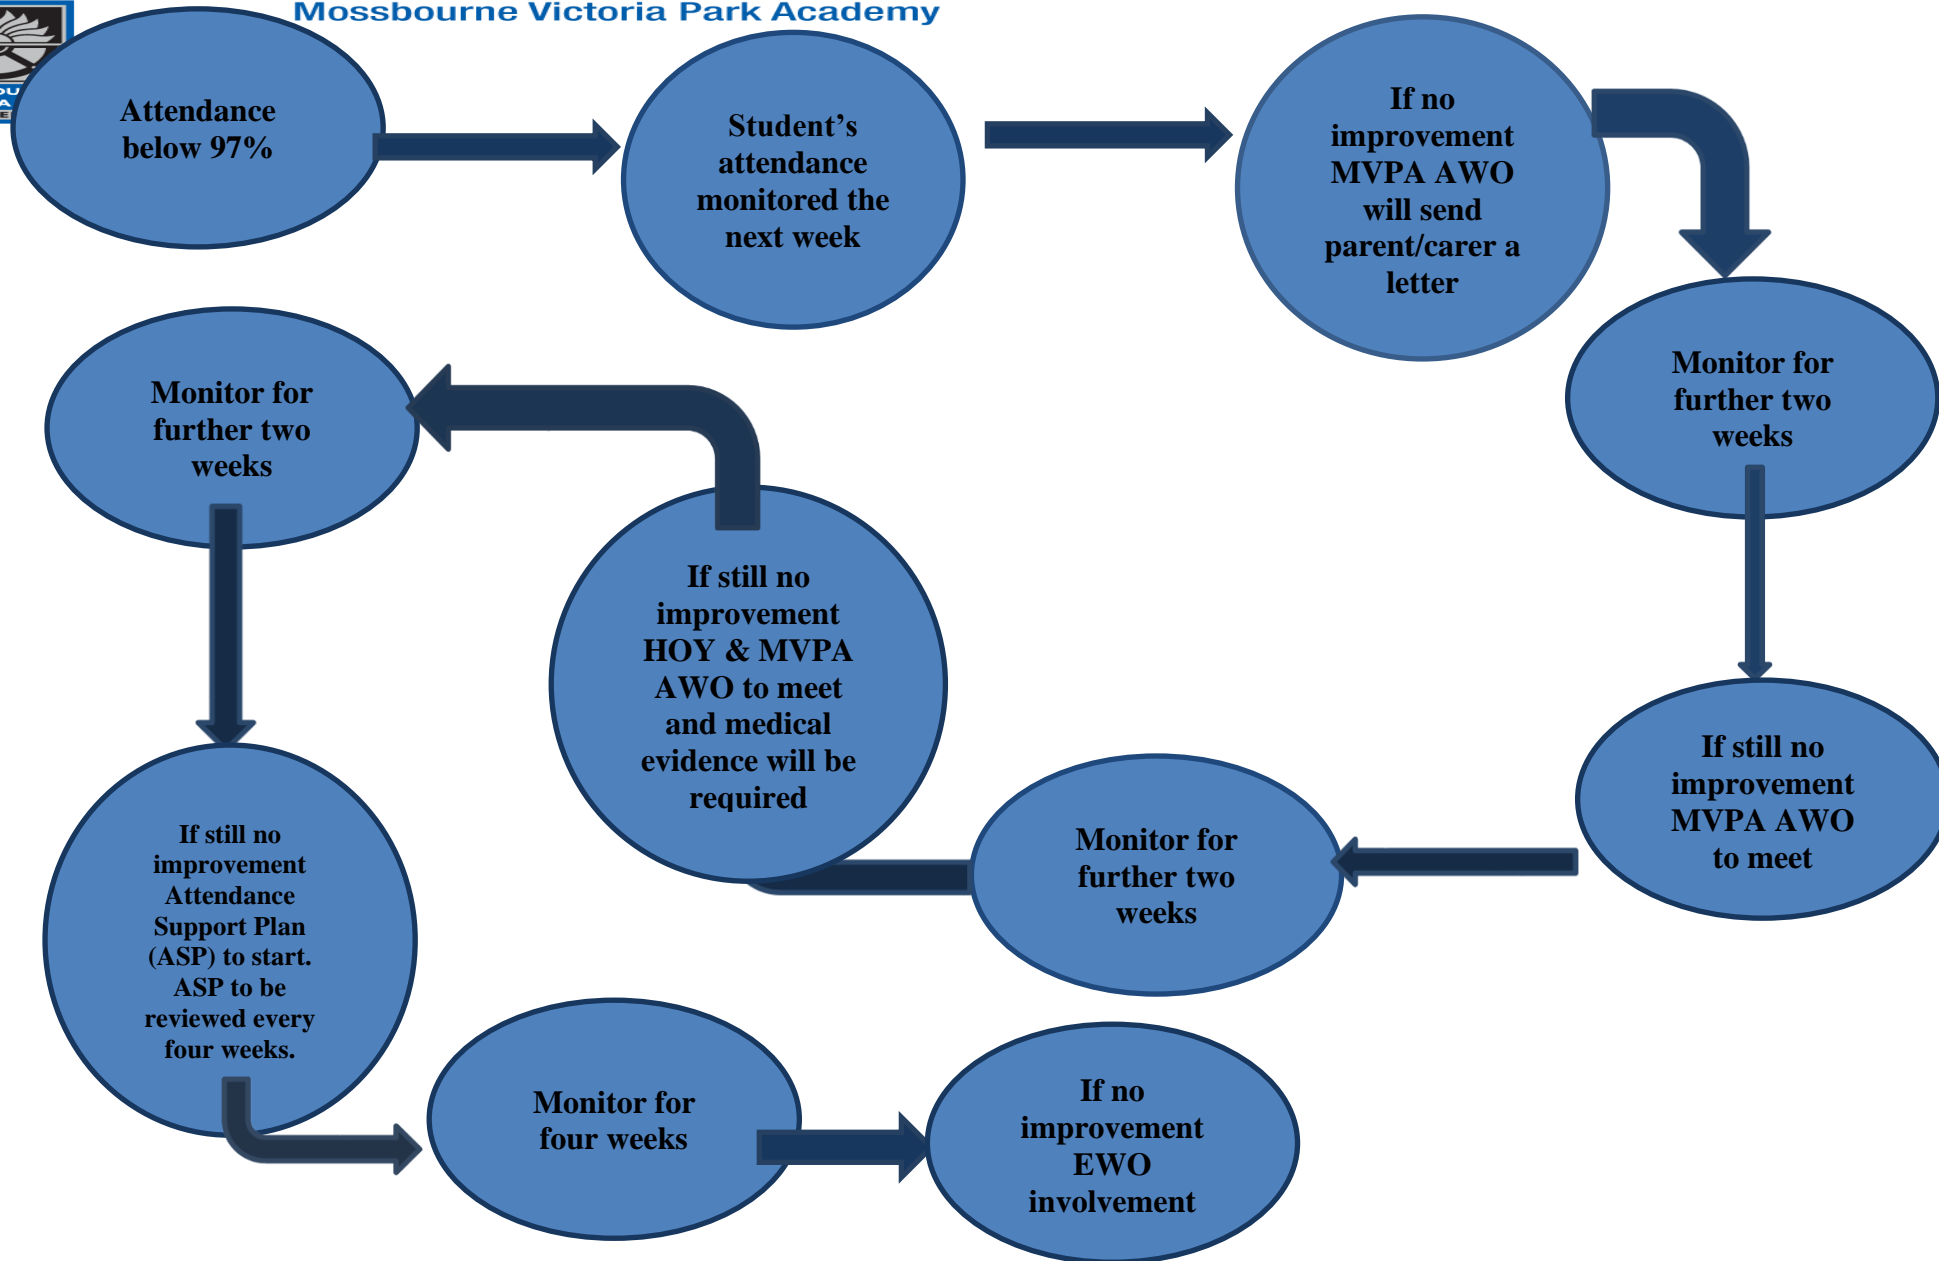 Mossbourne Victoria Park Academy
Attendance
below 97%
Student’s
attendance
monitored the
next week
If no
improvement
MVPA AWO
will send
parent/carer a
letter
Monitor for
further two
weeks
If still no
improvement
MVPA AWO
to meet
Monitor for
further two
weeks
If still no
improvement
HOY & MVPA
AWO to meet
and medical
evidence will be
required
Monitor for
further two
weeks
If still no
improvement
Attendance
Support Plan
(ASP) to start.
ASP to be
reviewed every
four weeks.
Monitor for
four weeks
If no
improvement
EWO
involvement